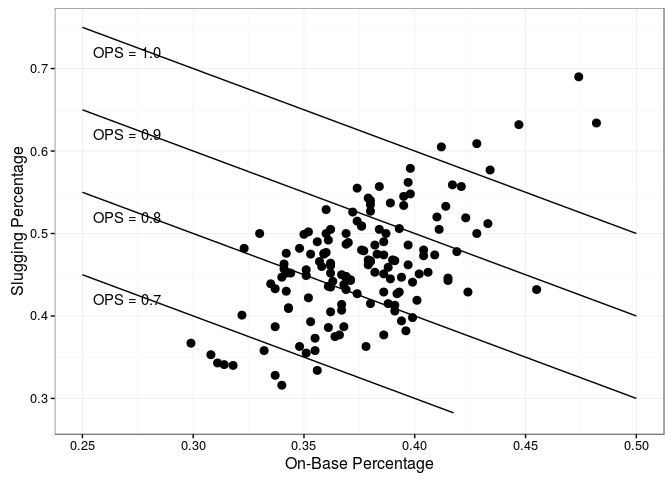 OPS = 1.0
0.7
OPS = 0.9
0.6
OPS = 0.8
0.5
OPS = 0.7
0.4
0.3
Slugging Percentage
0.25 0.30 0.35 0.40 0.45 0.50
On-Base Percentage